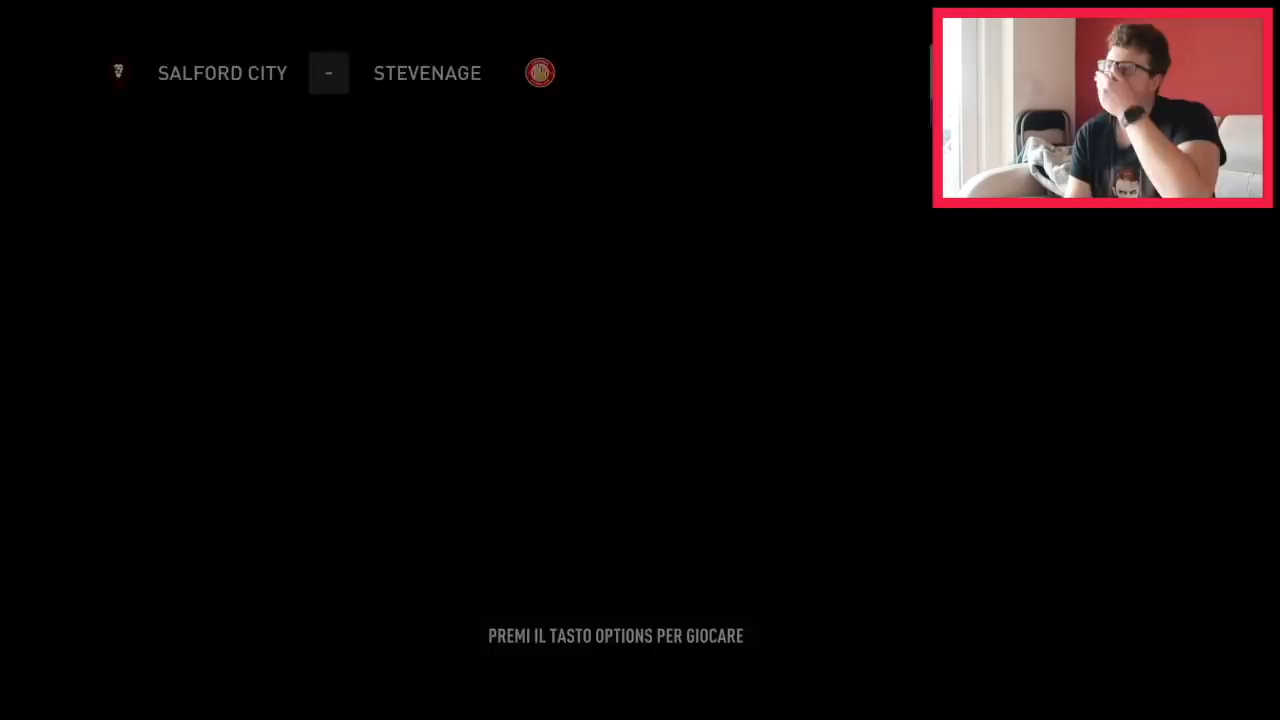 SALFORD CITY - STEVENAGE
PREMI IL TASTO OPTIONS PER GIOCARE